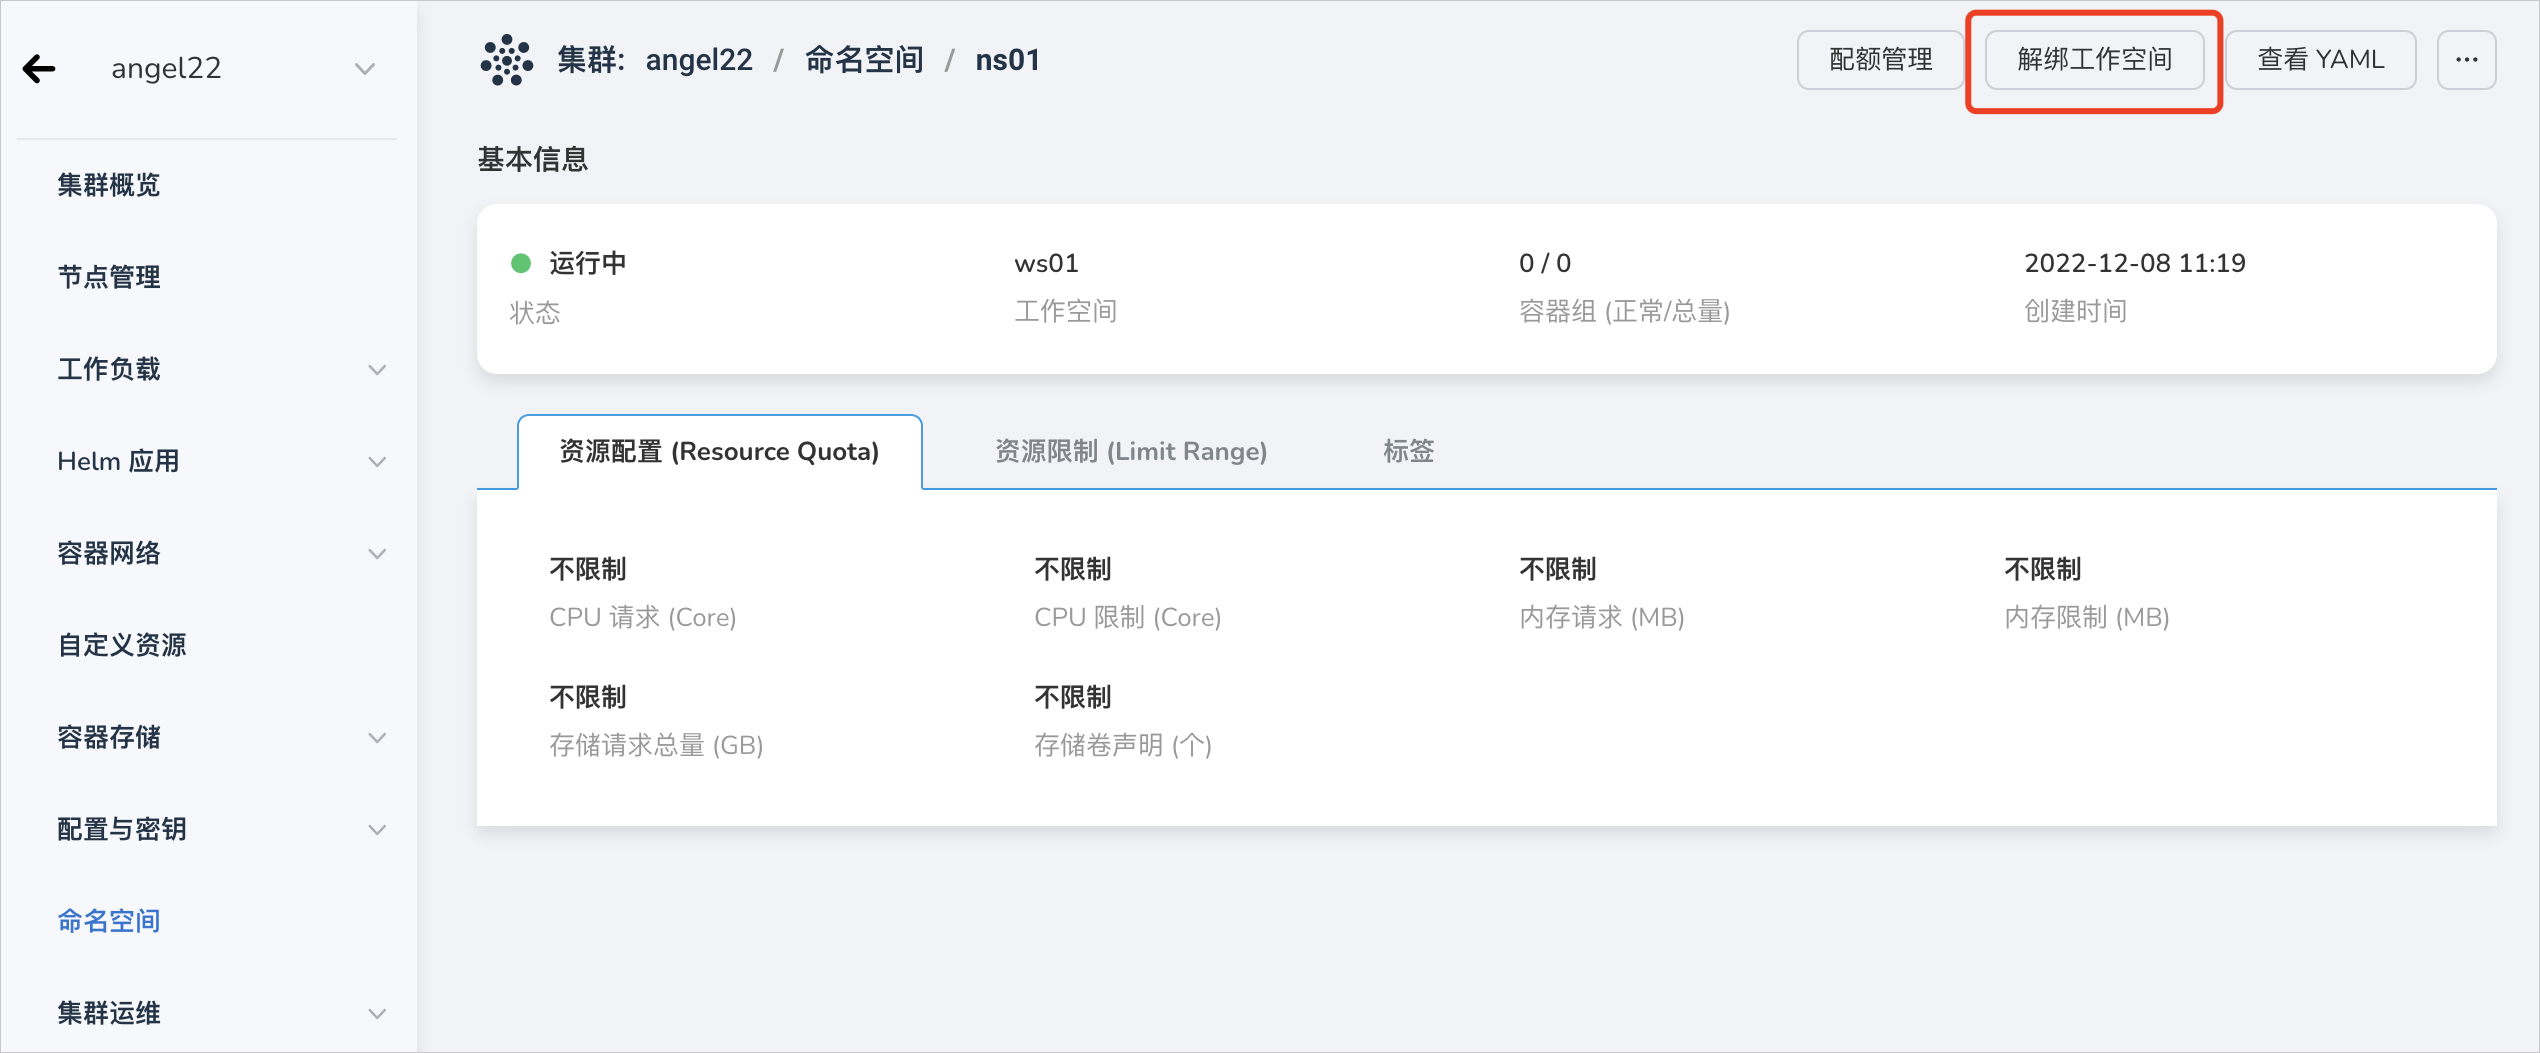 angel22
集群概览
节点管理
工作负载
Helm 应用
容器网络
自定义资源
容器存储
配置与密钥
命名空间
集群运维
集群: angel22 / 命名空间 / ns01
配额管理
解绑工作空间
查看 YAML
...
基本信息
运行中
状态
ws01
工作空间
0 / 0
容器组 (正常/总量)
2022-12-08 11:19
创建时间
资源配置 (Resource Quota)
资源限制 (Limit Range)
标签
不限制
CPU 请求 (Core)
不限制
CPU 限制 (Core)
不限制
内存请求 (MB)
不限制
内存限制 (MB)
不限制
存储请求总量 (GB)
不限制
存储卷声明 (个)